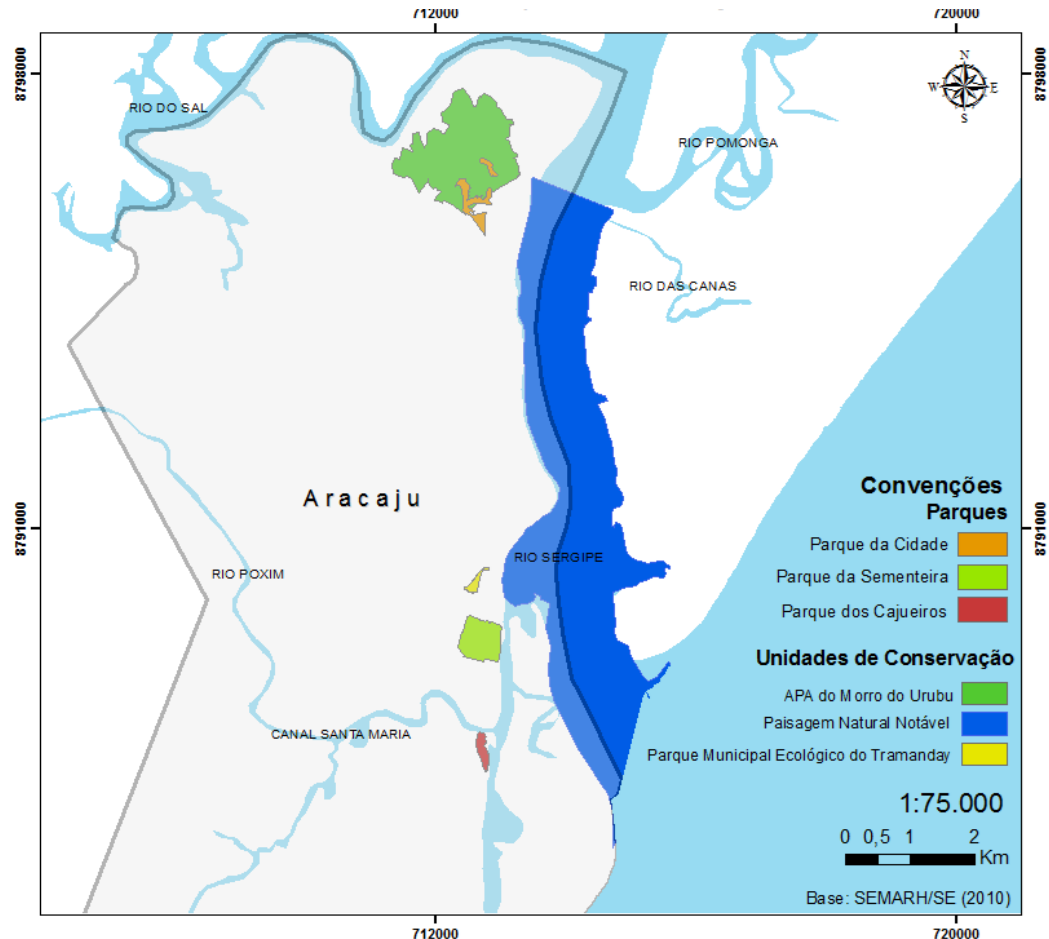 712000
720000
8798000
8798000
N
W
E
S
RIO DO SAL
RIO POMONGA
RIO DAS CANAS
Aracaju
8791000
8791000
RIO SERGIPE
RIO POXIM
CANAL SANTA MARIA
Convenções
Parques
Parque da Cidade
Parque da Sementeira
Parque dos Cajueiros
Unidades de Conservação
APA do Morro do Urubu
Paisagem Natural Notável
Parque Municipal Ecológico do Tramanday
1:75.000
0 0,5 1 2
Km
Base: SEMARH/SE (2010)
712000
720000